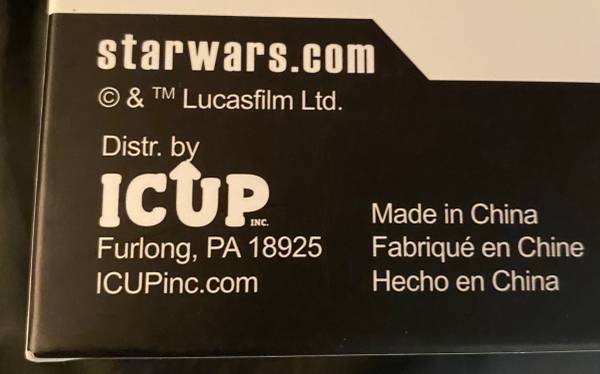 starwars.com
© & ™ Lucasfilm Ltd.
Distr. by
ICUP INC.
Furlong, PA 18925
ICUPinc.com
Made in China
Fabriqué en Chine
Hecho en China